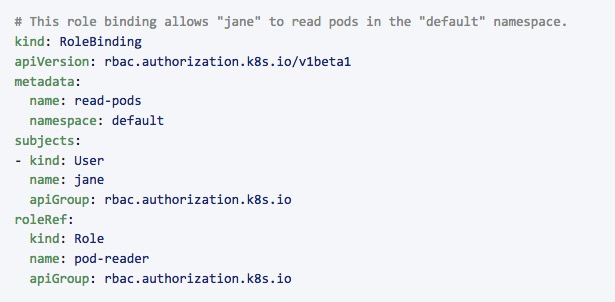 # This role binding allows "jane" to read pods in the "default" namespace.
kind: RoleBinding
apiVersion: rbac.authorization.k8s.io/v1beta1
metadata:
  name: read-pods
  namespace: default
subjects:
- kind: User
  name: jane
  apiGroup: rbac.authorization.k8s.io
roleRef:
  kind: Role
  name: pod-reader
  apiGroup: rbac.authorization.k8s.io